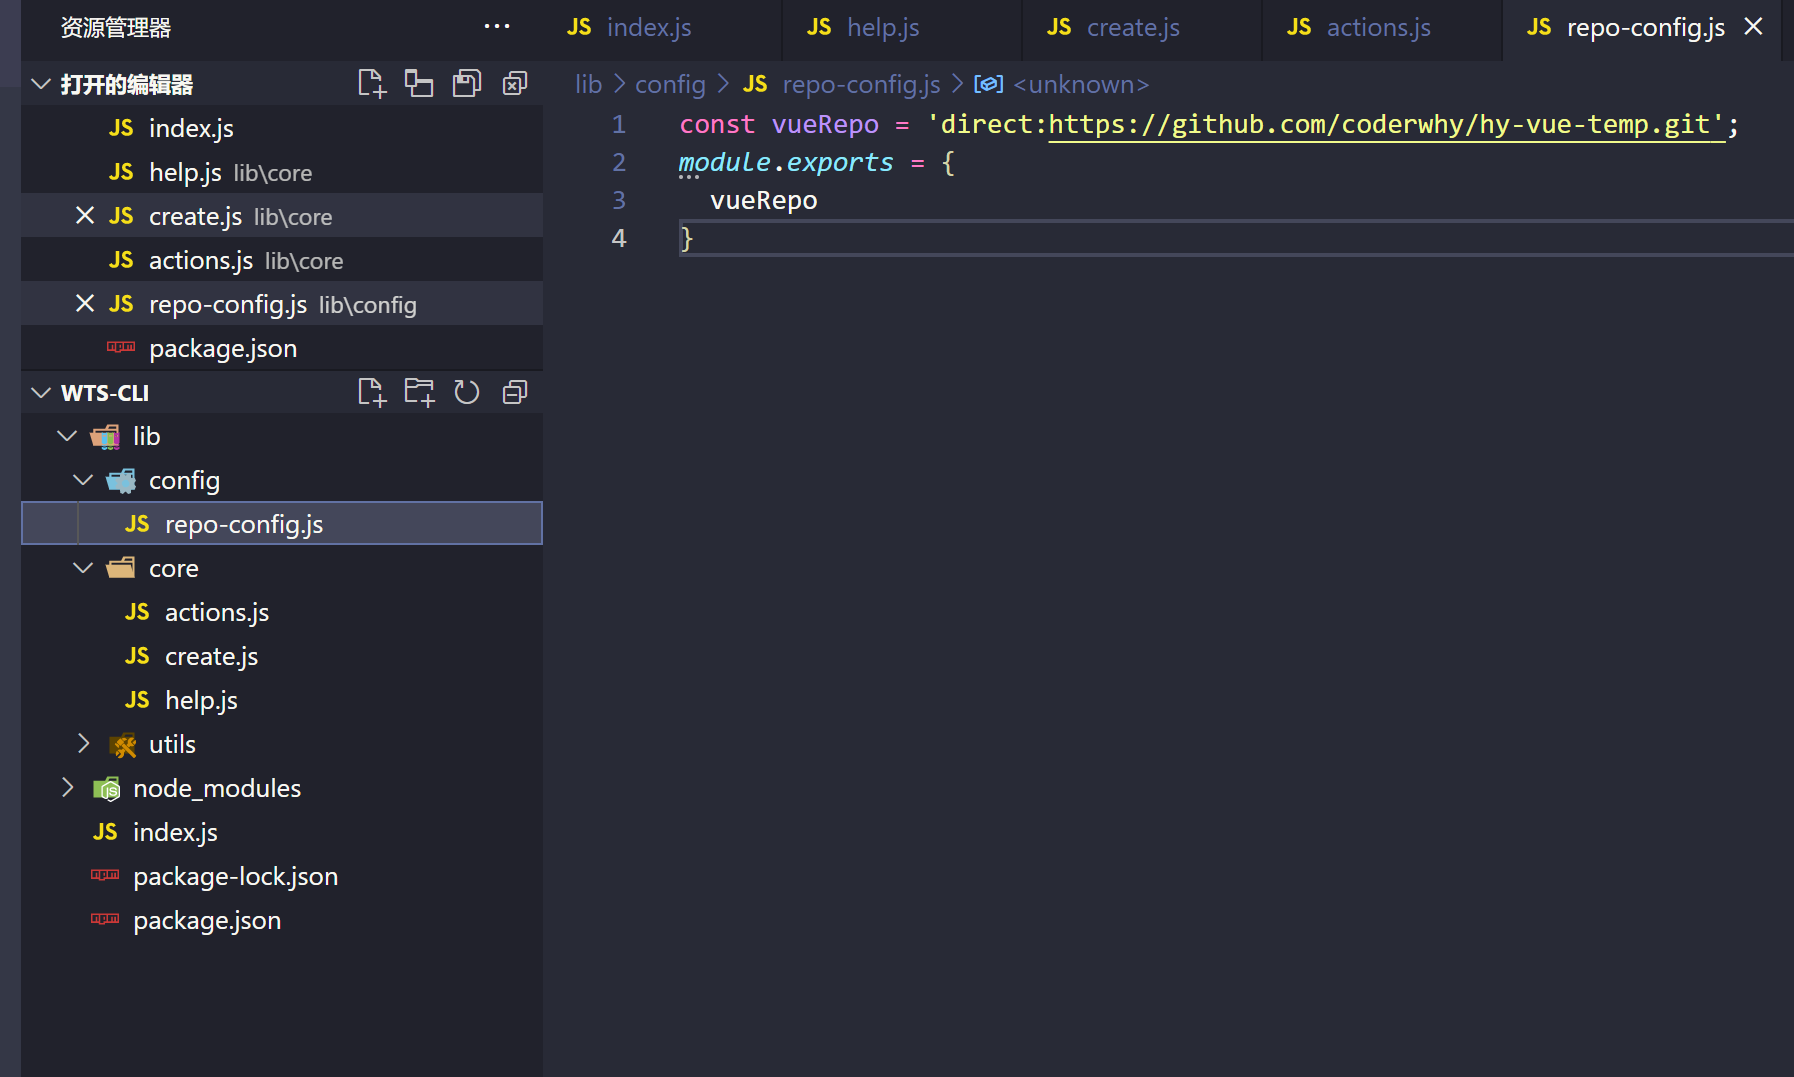 资源管理器
打开的编辑器
JS index.js
JS help.js lib\core
JS create.js lib\core
JS actions.js lib\core
JS repo-config.js lib\config
package.json
WTS-CLI
lib
config
JS repo-config.js
core
JS actions.js
JS create.js
JS help.js
utils
node_modules
JS index.js
package-lock.json
package.json
JS index.js JS help.js JS create.js JS actions.js JS repo-config.js
lib > config > JS repo-config.js > <unknown>
1 const vueRepo = 'direct:https://github.com/coderwhy/hy-vue-temp.git';
2 module.exports = {
3 vueRepo
4 }